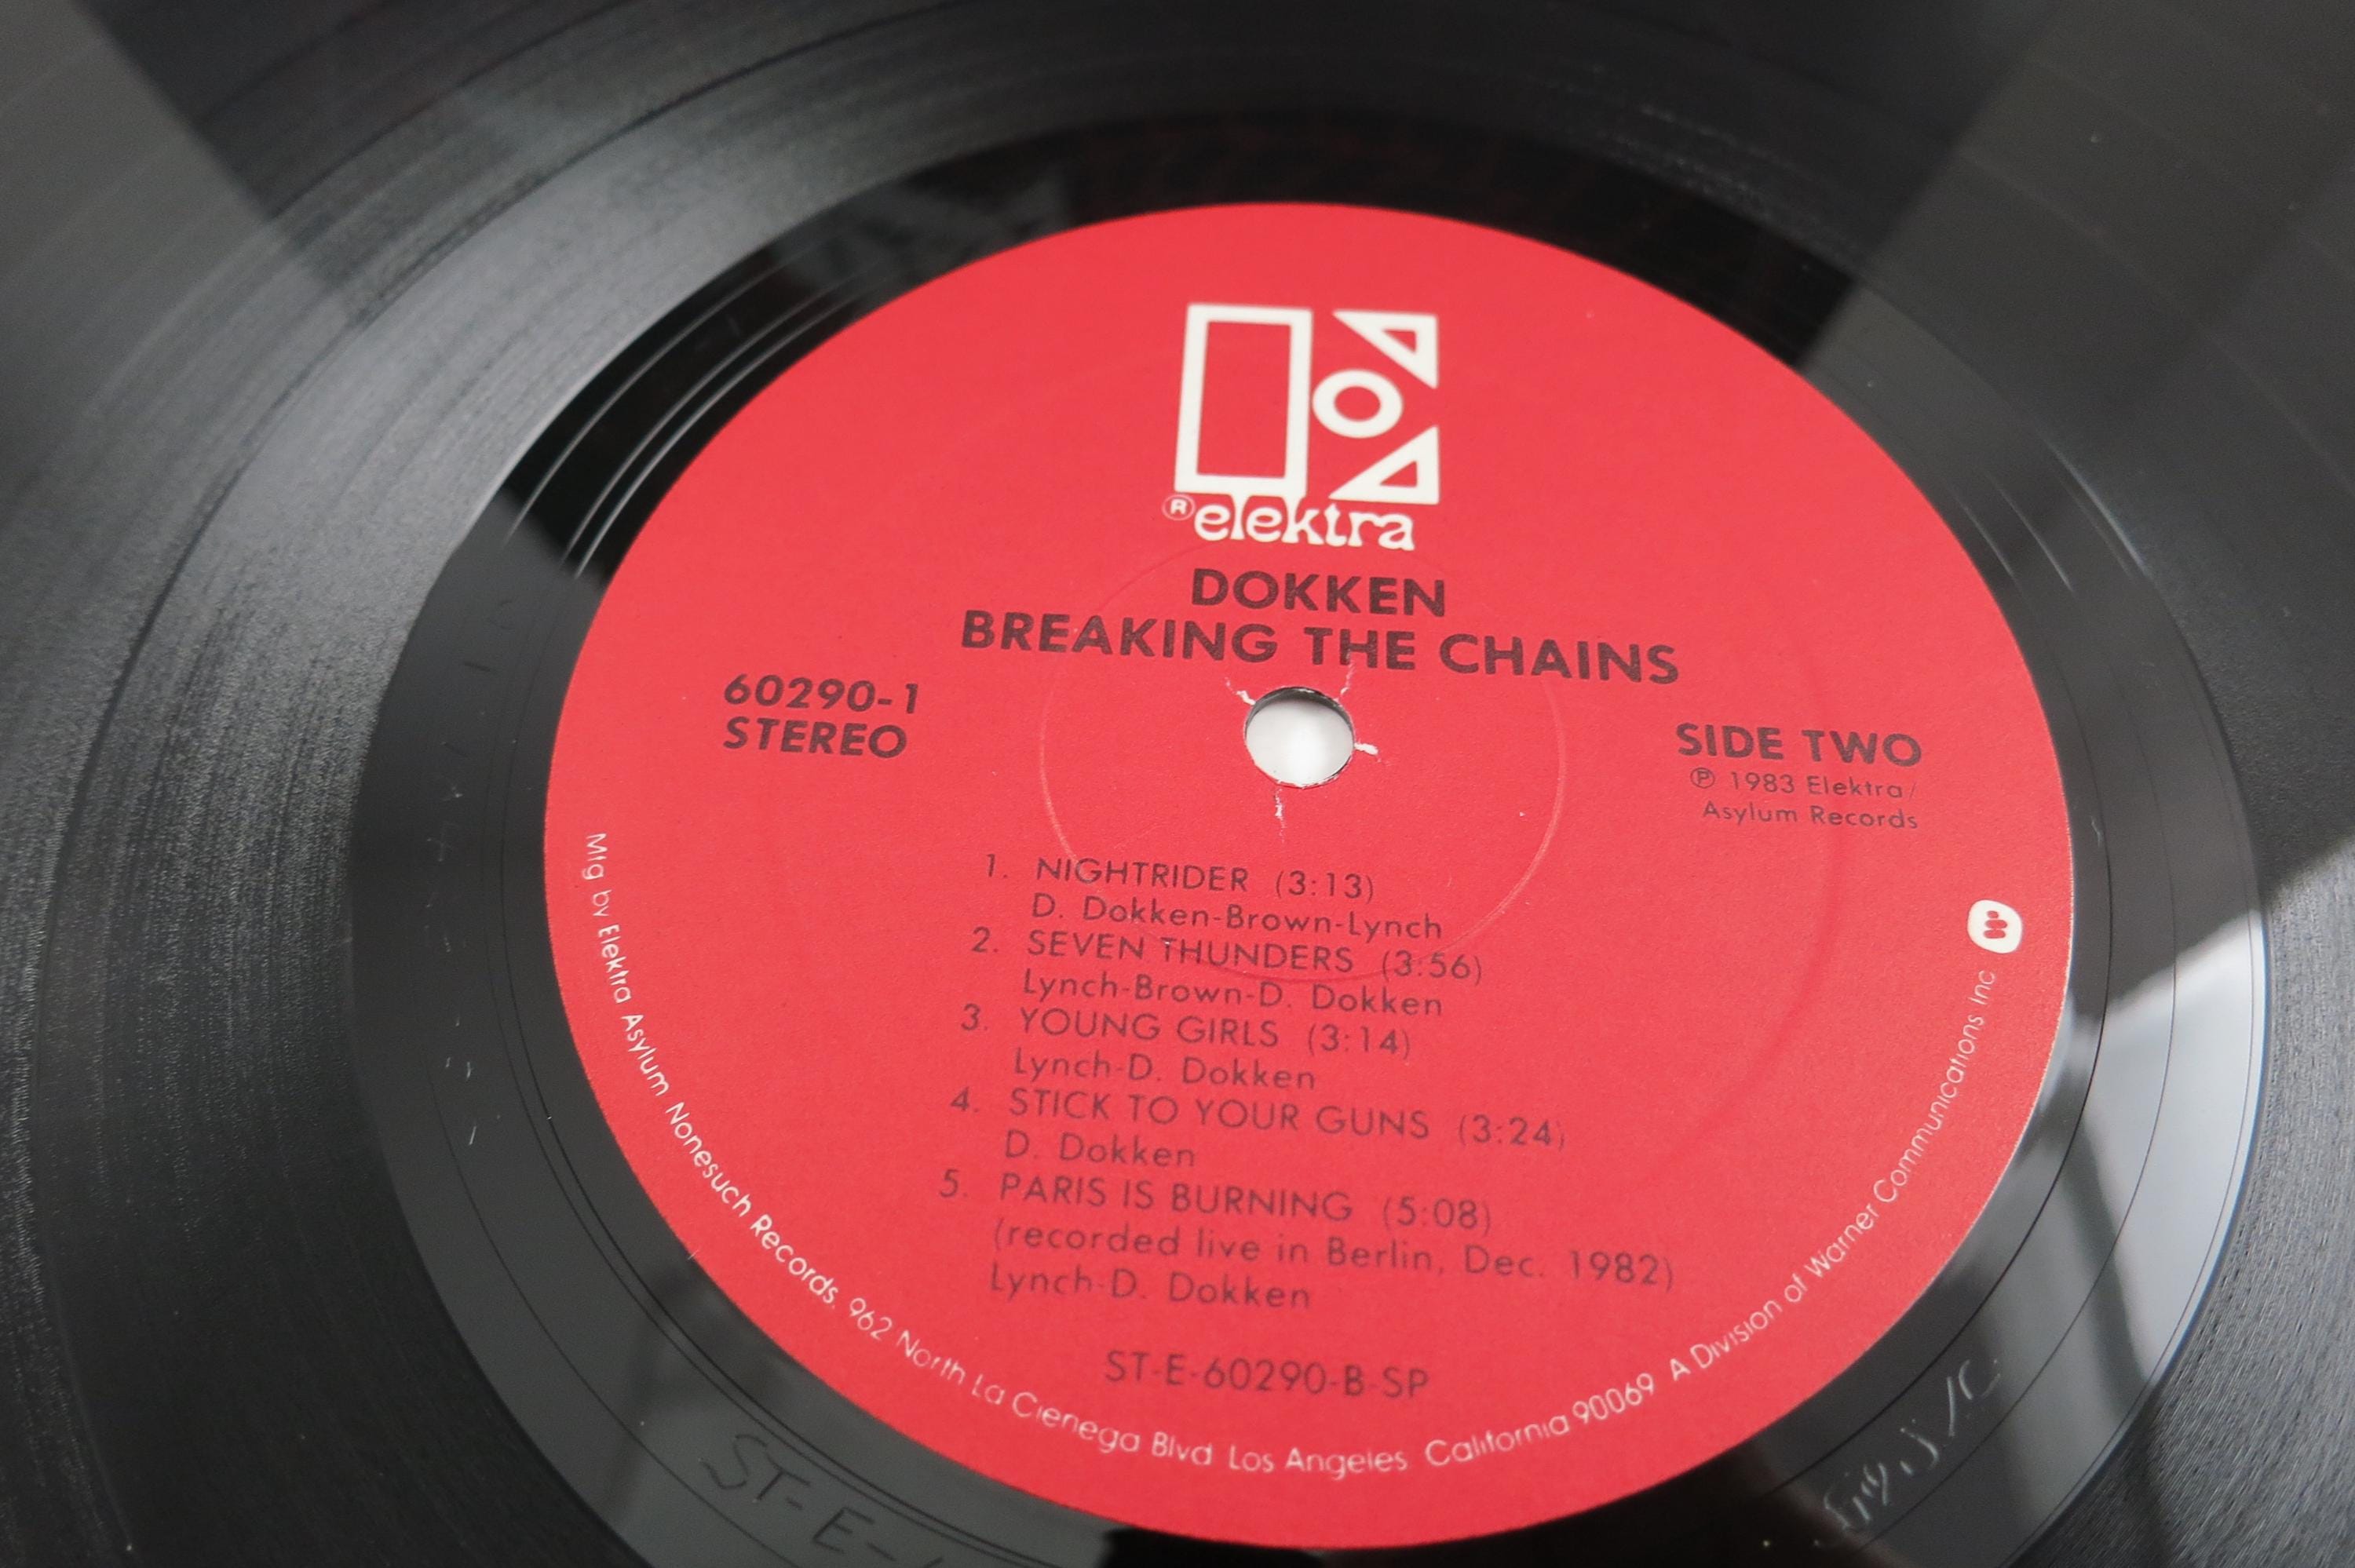 ® elektra
DOKKEN
BREAKING THE CHAINS
60290-1
STEREO
SIDE TWO
℗ 1983 Elektra/
Asylum Records
1. NIGHTRIDER (3:13)
D. Dokken-Brown-Lynch
2. SEVEN THUNDERS (3:56)
Lynch-Brown-D. Dokken
3. YOUNG GIRLS (3:14)
Lynch-D. Dokken
4. STICK TO YOUR GUNS (3:24)
D. Dokken
5. PARIS IS BURNING (5:08)
(recorded live in Berlin, Dec. 1982)
Lynch-D. Dokken
ST-E-60290-B-SP
Mfg by Elektra Asylum Nonesuch Records, 962 North La Cienega Blvd Los Angeles California 90069 A Division of Warner Communications Inc
ST-E-